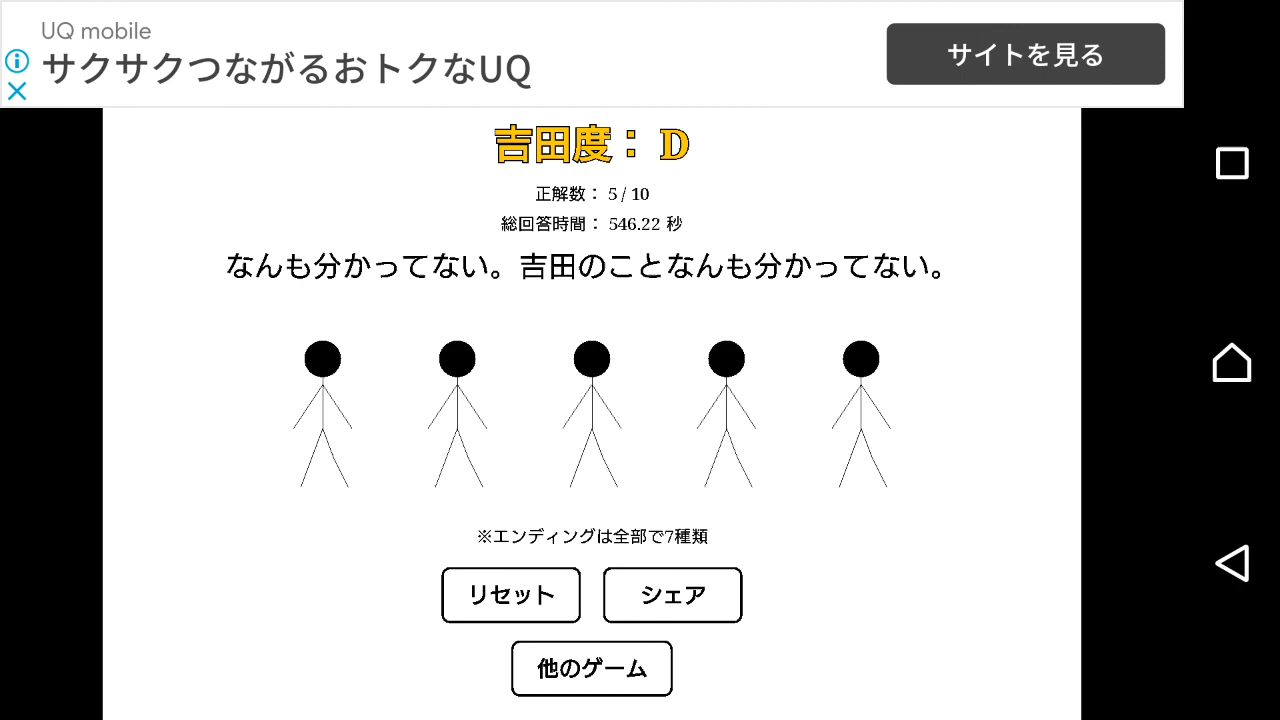 UQ mobile
サクサクつながるおトクなUQ
サイトを見る
吉田度： D
正解数： 5 / 10
総回答時間： 546.22 秒
なんも分かってない。吉田のことなんも分かってない。
※エンディングは全部で7種類
リセット
シェア
他のゲーム